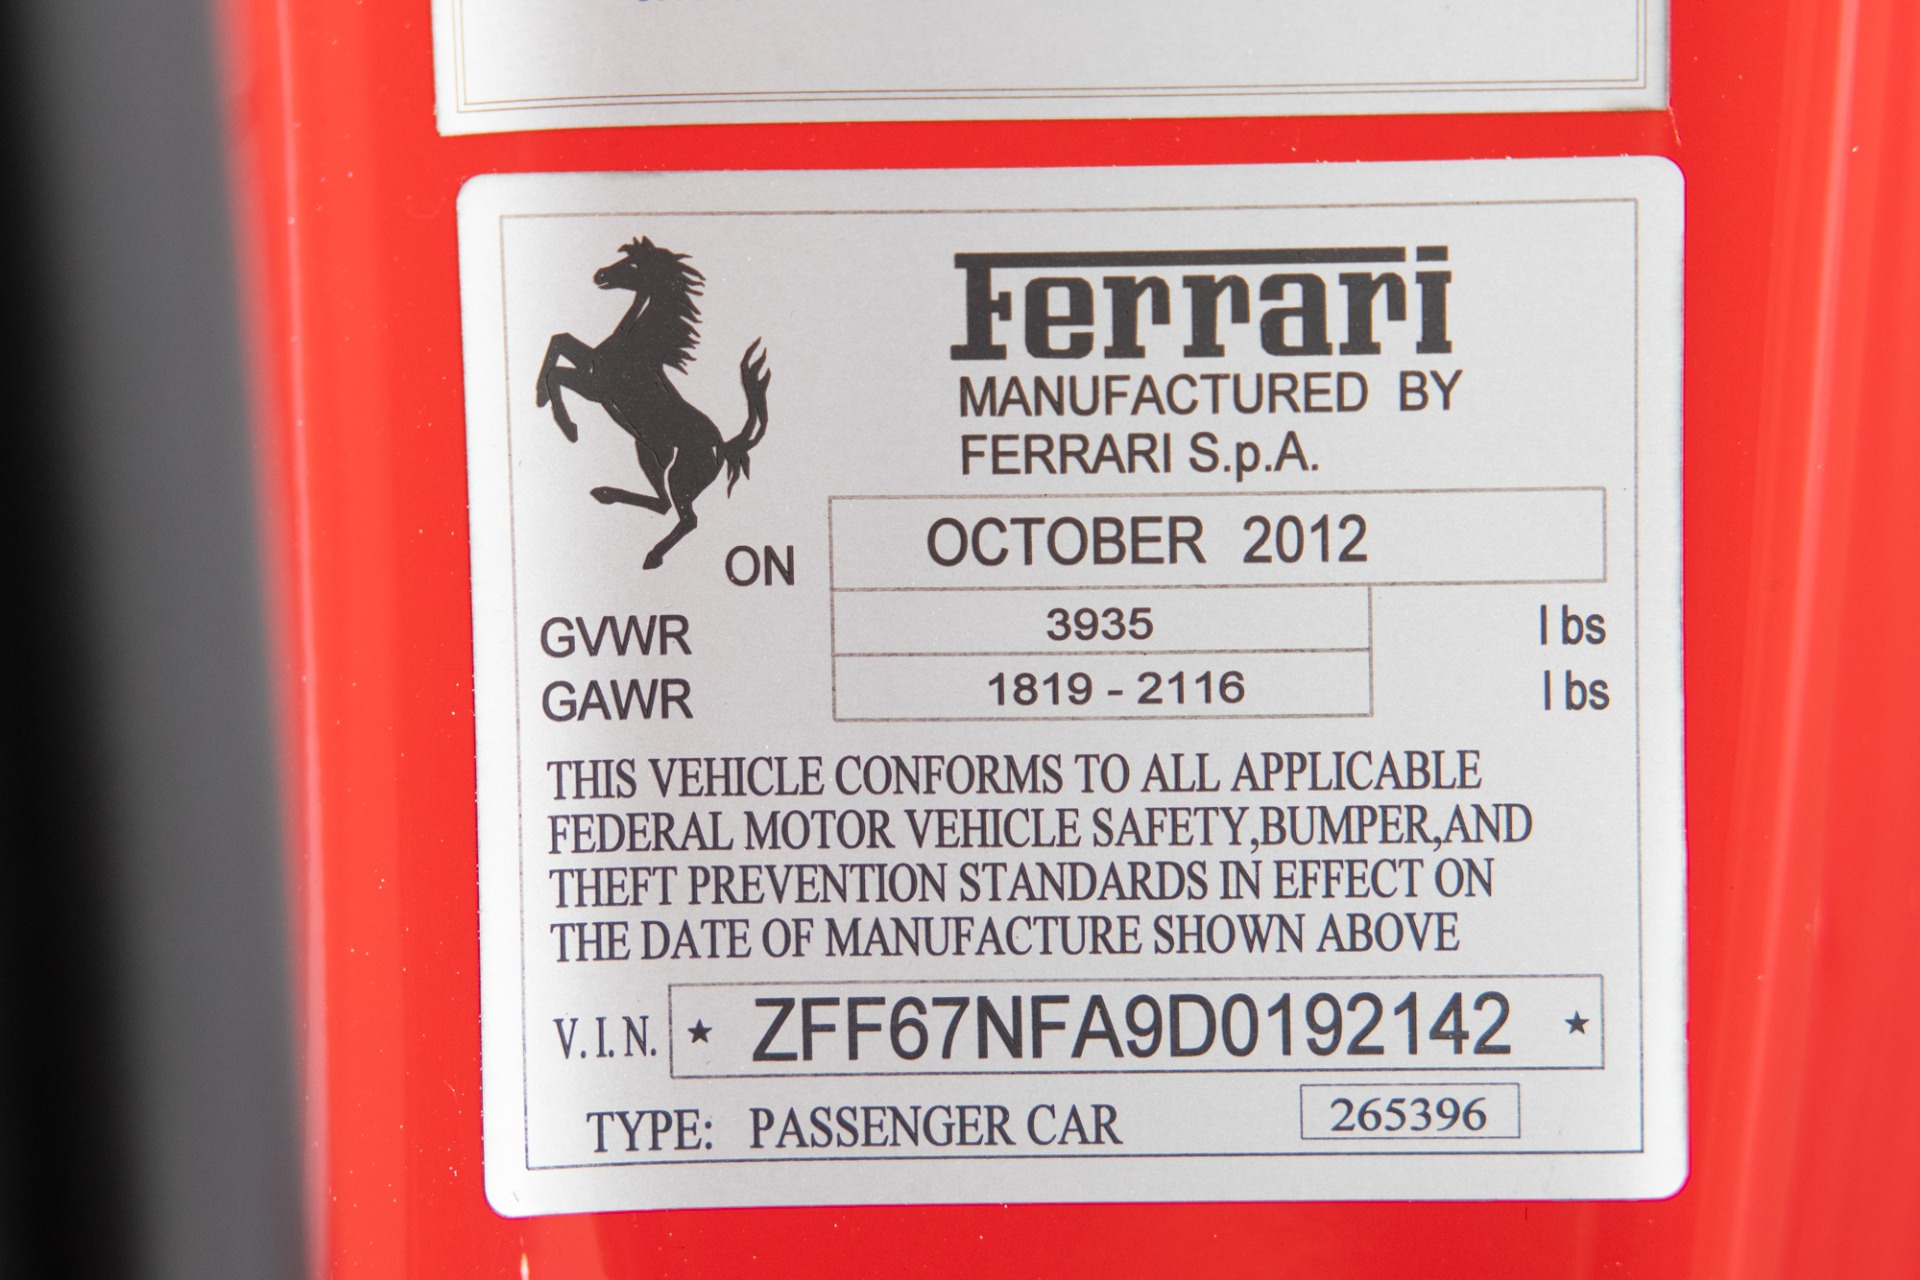 Ferrari
MANUFACTURED BY
FERRARI S.p.A.
ON OCTOBER 2012
GVWR 3935 lbs
GAWR 1819 - 2116 lbs
THIS VEHICLE CONFORMS TO ALL APPLICABLE
FEDERAL MOTOR VEHICLE SAFETY,BUMPER,AND
THEFT PREVENTION STANDARDS IN EFFECT ON
THE DATE OF MANUFACTURE SHOWN ABOVE
V.I.N. ★ ZFF67NFA9D0192142 ★
TYPE: PASSENGER CAR 265396